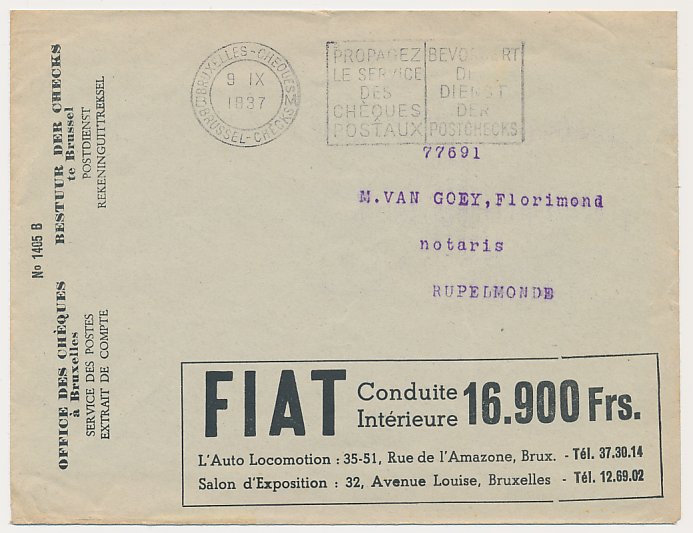 BRUXELLES-CHEQUES
BRUSSEL-CHECKS
9 IX
1937
PROPAGEZ
LE SERVICE
DES
CHÈQUES
POSTAUX
BEVORDERT
DE
DIENST
DER
POSTCHECKS
77691
M.VAN GOEY,Florimond
notaris
RUPELMONDE
No 1405 B
OFFICE DES CHÈQUES
à Bruxelles
SERVICE DES POSTES
EXTRAIT DE COMPTE
BESTUUR DER CHECKS
te Brussel
POSTDIENST
REKENINGUITTREKSEL
FIAT Conduite Intérieure 16.900 Frs.
L'Auto Locomotion : 35-51, Rue de l'Amazone, Brux. - Tél. 37.30.14
Salon d'Exposition : 32, Avenue Louise, Bruxelles - Tél. 12.69.02